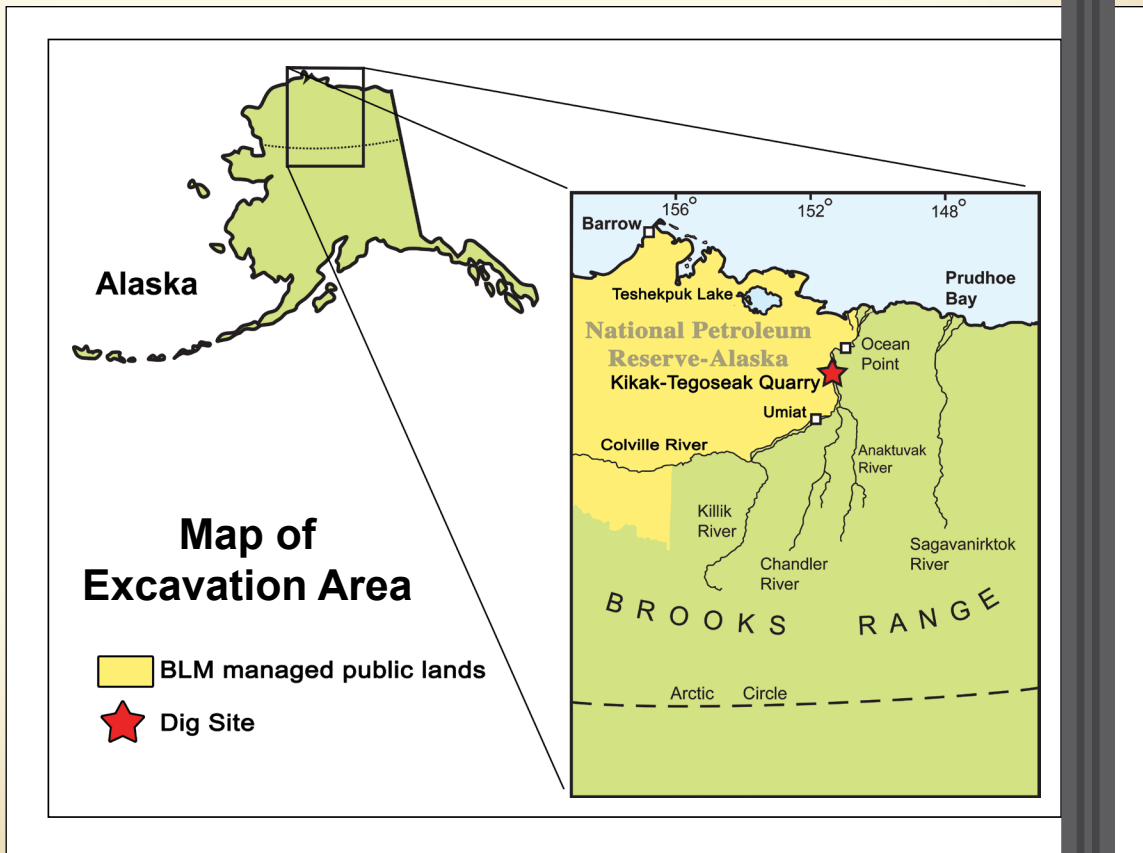 Alaska
Map of
Excavation Area
BLM managed public lands
Dig Site
156°
152°
148°
Barrow
Prudhoe
Bay
Teshekpuk Lake
National Petroleum
Reserve-Alaska
Ocean
Point
Kikak-Tegoseak Quarry
Umiat
Colville River
Anaktuvak
River
Killik
River
Chandler
River
Sagavanirktok
River
BROOKS RANGE
Arctic Circle